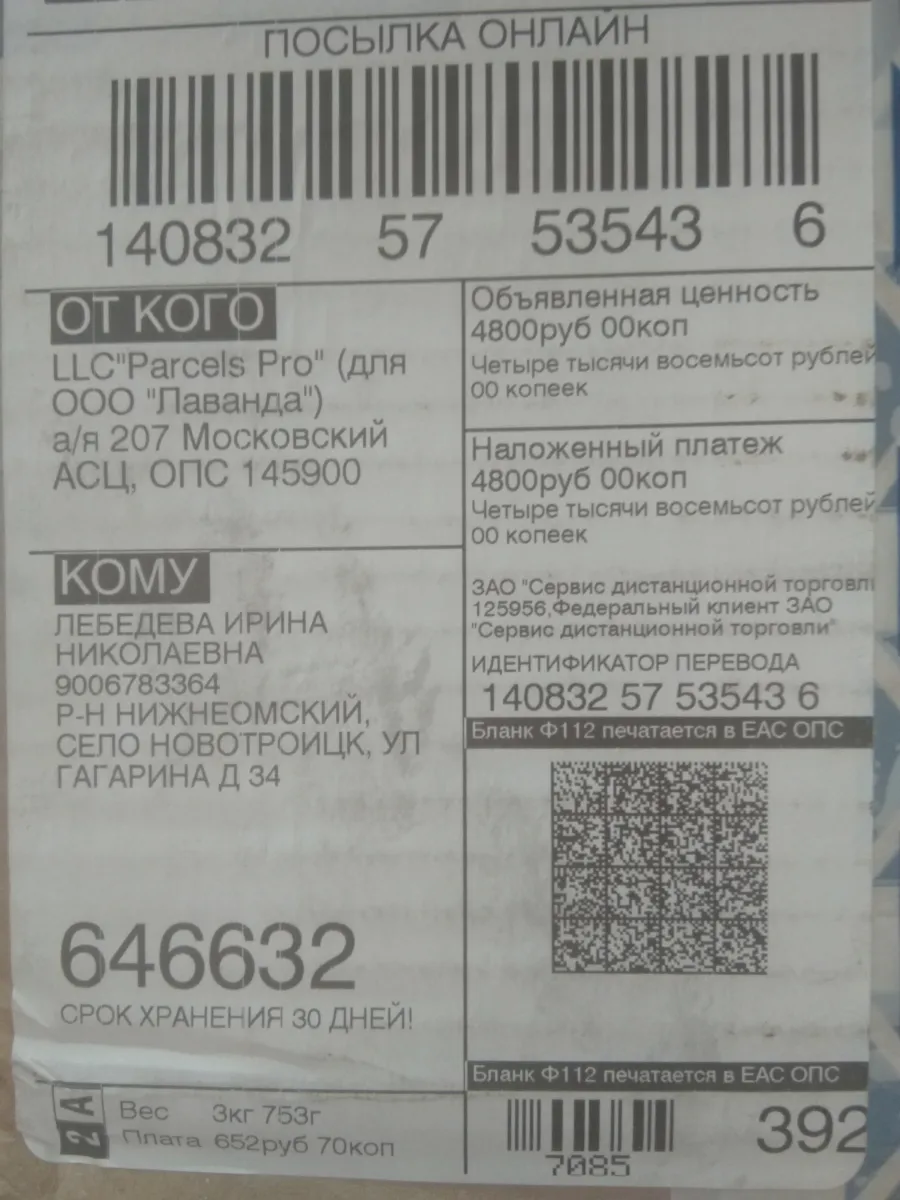 ПОСЫЛКА ОНЛАЙН
140832 57 53543 6
ОТ КОГО
LLC"Parcels Pro" (для
ООО "Лаванда")
а/я 207 Московский
АСЦ, ОПС 145900
Объявленная ценность
4800руб 00коп
Четыре тысячи восемьсот рублей
00 копеек
Наложенный платеж
4800руб 00коп
Четыре тысячи восемьсот рублей
00 копеек
ЗАО "Сервис дистанционной торговли
125956,Федеральный клиент ЗАО
"Сервис дистанционной торговли"
ИДЕНТИФИКАТОР ПЕРЕВОДА
140832 57 53543 6
Бланк Ф112 печатается в ЕАС ОПС
КОМУ
ЛЕБЕДЕВА ИРИНА
НИКОЛАЕВНА
9006783364
Р-Н НИЖНЕОМСКИЙ,
СЕЛО НОВОТРОИЦК, УЛ
ГАГАРИНА Д 34
646632
СРОК ХРАНЕНИЯ 30 ДНЕЙ!
Бланк Ф112 печатается в ЕАС ОПС
2А
Вес 3кг 753г
Плата 652руб 70коп
7085
392